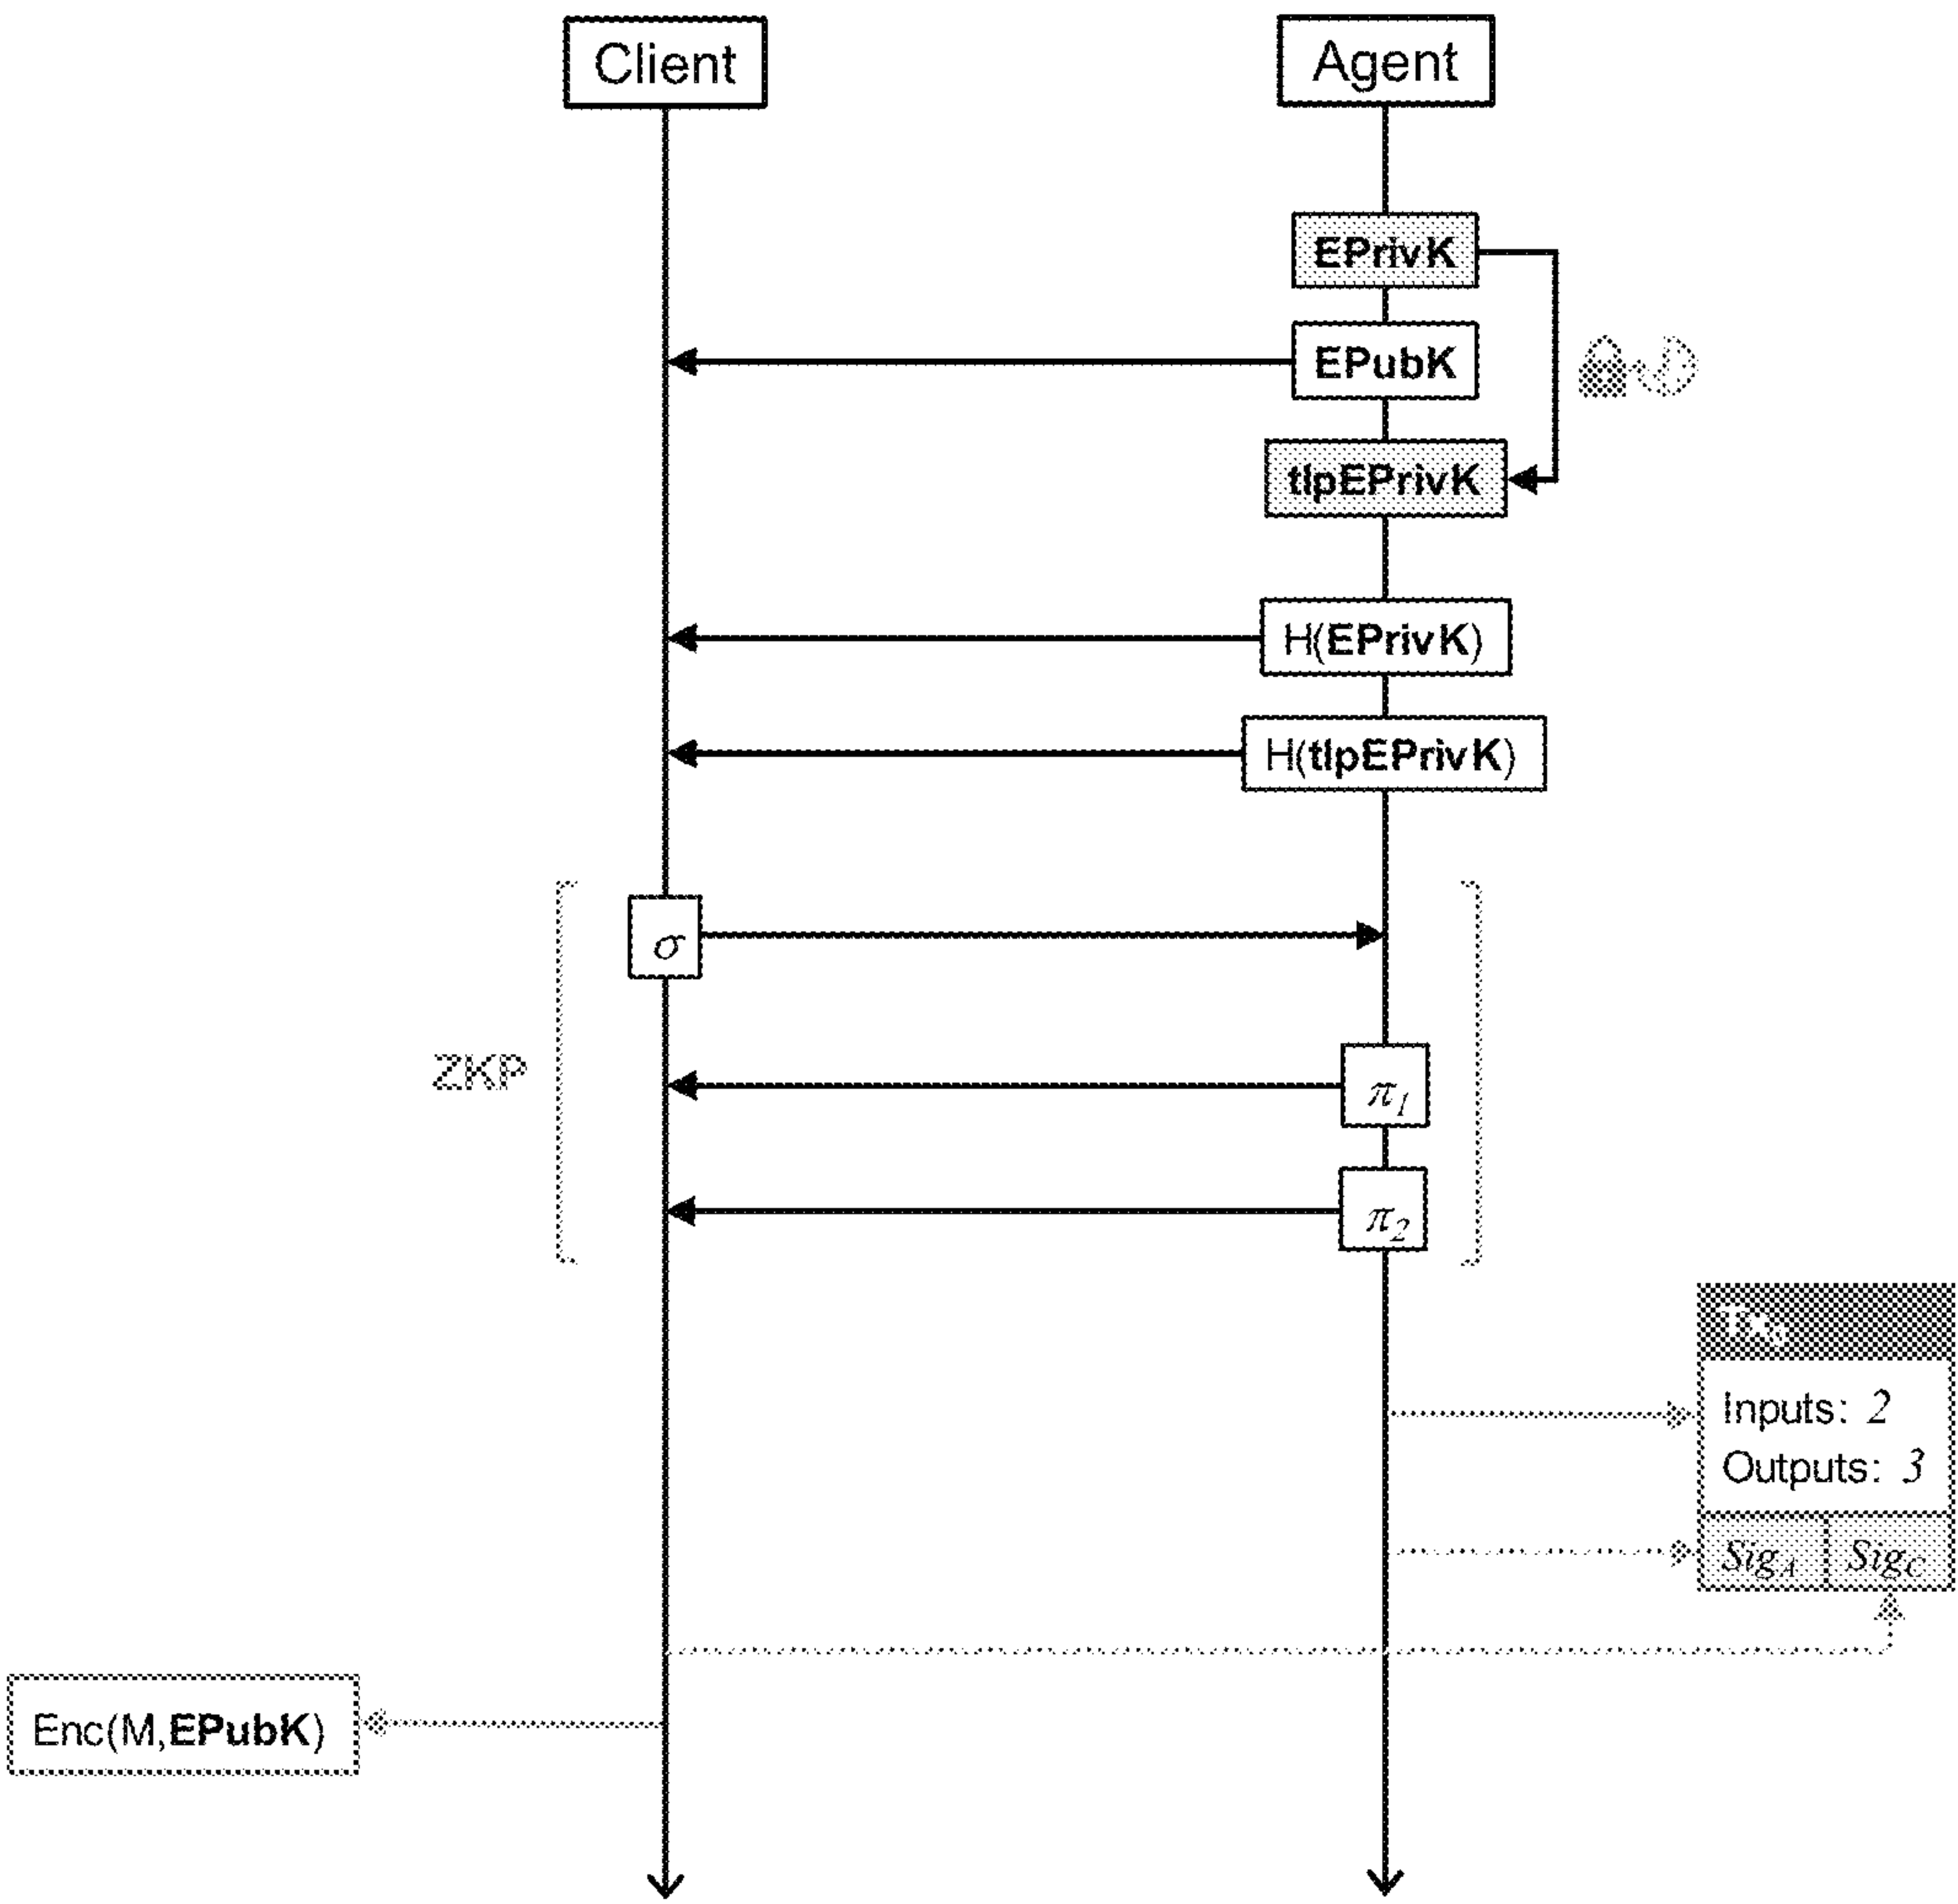 Client
Agent
EPrivK
EPubK
tlpEPrivK
H(EPrivK)
H(tlpEPrivK)
σ
ZKP
π1
π2
Inputs: 2
Outputs: 3
SigA SigC
Enc(M,EPubK)